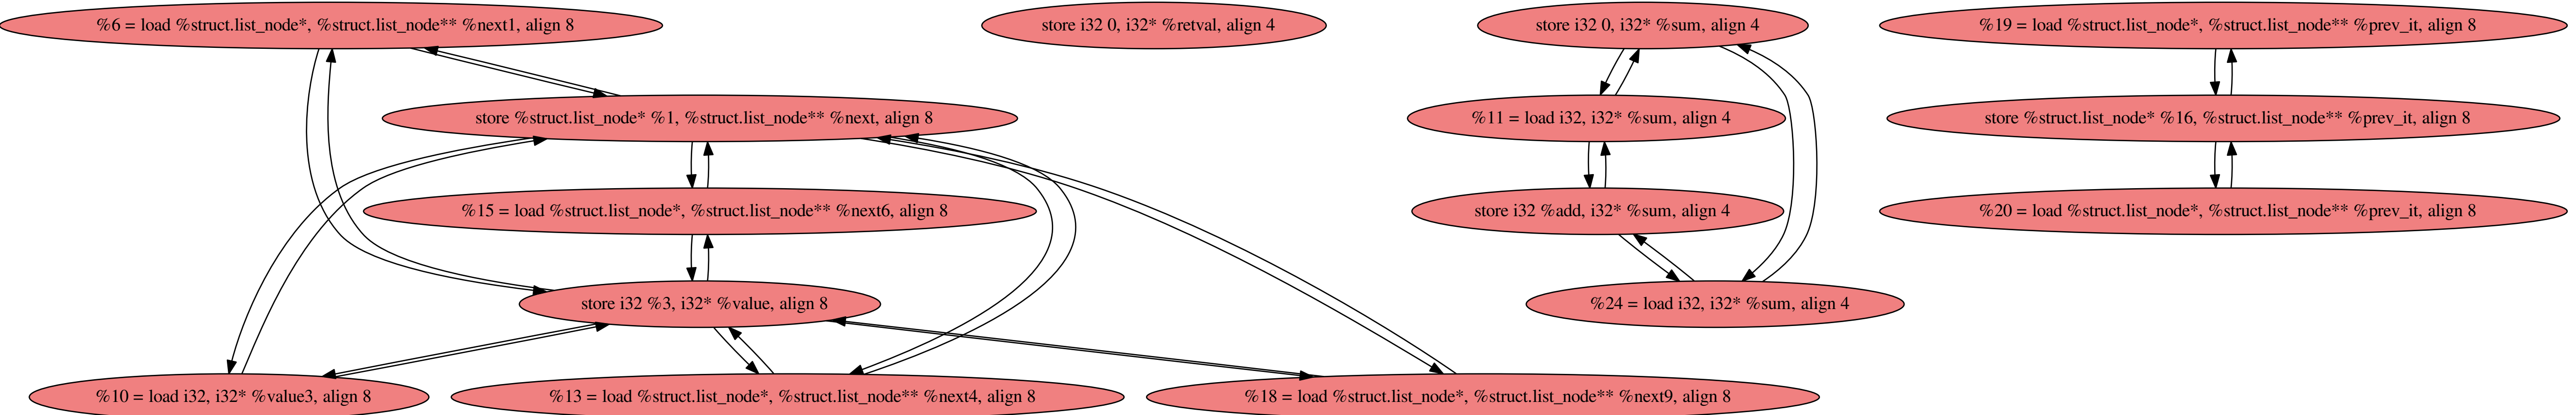 %6 = load %struct.list_node*, %struct.list_node** %next1, align 8
store i32 0, i32* %retval, align 4
store i32 0, i32* %sum, align 4
%19 = load %struct.list_node*, %struct.list_node** %prev_it, align 8
store %struct.list_node* %1, %struct.list_node** %next, align 8
%11 = load i32, i32* %sum, align 4
store %struct.list_node* %16, %struct.list_node** %prev_it, align 8
%15 = load %struct.list_node*, %struct.list_node** %next6, align 8
store i32 %add, i32* %sum, align 4
%20 = load %struct.list_node*, %struct.list_node** %prev_it, align 8
store i32 %3, i32* %value, align 8
%24 = load i32, i32* %sum, align 4
%10 = load i32, i32* %value3, align 8
%13 = load %struct.list_node*, %struct.list_node** %next4, align 8
%18 = load %struct.list_node*, %struct.list_node** %next9, align 8